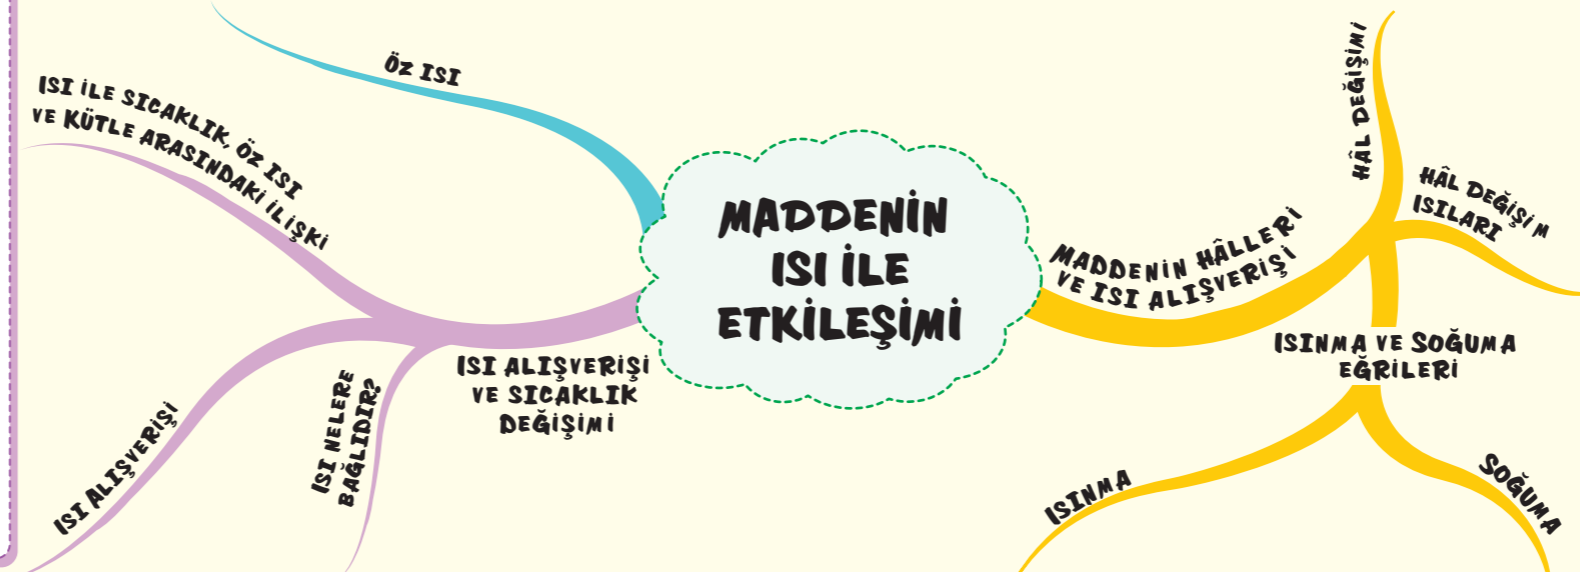 ÖZ ISI
ISI İLE SICAKLIK, ÖZ ISI
VE KÜTLE ARASINDAKİ İLİŞKİ
ISI ALIŞVERİŞİ
ISI NELERE
BAĞLIDIR?
ISI ALIŞVERİŞİ
VE SICAKLIK
DEĞİŞİMİ
MADDENİN
ISI İLE
ETKİLEŞİMİ
MADDENİN HÂLLERİ
VE ISI ALIŞVERİŞİ
HÂL DEĞİŞİMİ
HÂL DEĞİŞİM
ISILARI
ISINMA VE SOĞUMA
EĞRİLERİ
ISINMA
SOĞUMA